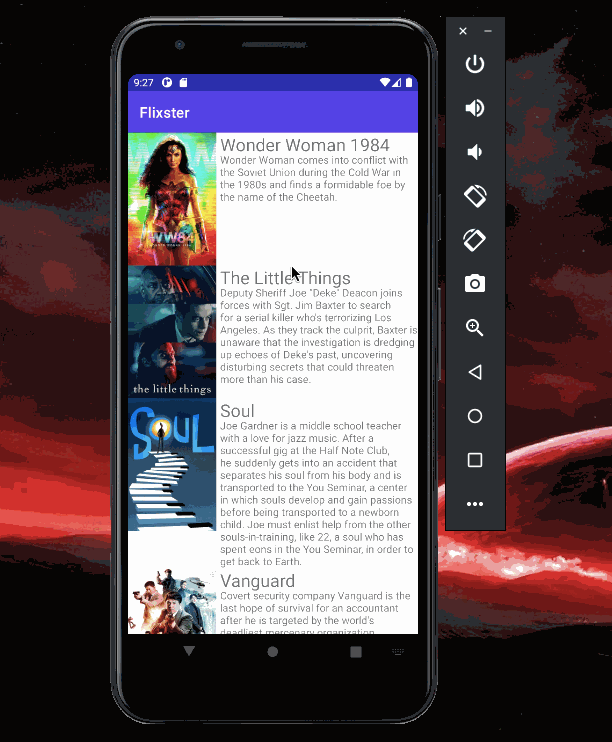 9:27
Flixster
WW84
Wonder Woman 1984
Wonder Woman comes into conflict with
the Soviet Union during the Cold War in
the 1980s and finds a formidable foe by
the name of the Cheetah.
the little things
The Little Things
Deputy Sheriff Joe "Deke" Deacon joins
forces with Sgt. Jim Baxter to search
for a serial killer who's terrorizing Los
Angeles. As they track the culprit, Baxter is
unaware that the investigation is dredging
up echoes of Deke's past, uncovering
disturbing secrets that could threaten
more than his case.
SOUL
Soul
Joe Gardner is a middle school teacher
with a love for jazz music. After a
successful gig at the Half Note Club,
he suddenly gets into an accident that
separates his soul from his body and is
transported to the You Seminar, a center
in which souls develop and gain passions
before being transported to a newborn
child. Joe must enlist help from the other
souls-in-training, like 22, a soul who has
spent eons in the You Seminar, in order to
get back to Earth.
Vanguard
Covert security company Vanguard is the
last hope of survival for an accountant
after he is targeted by the world's
deadliest mercenary organization.